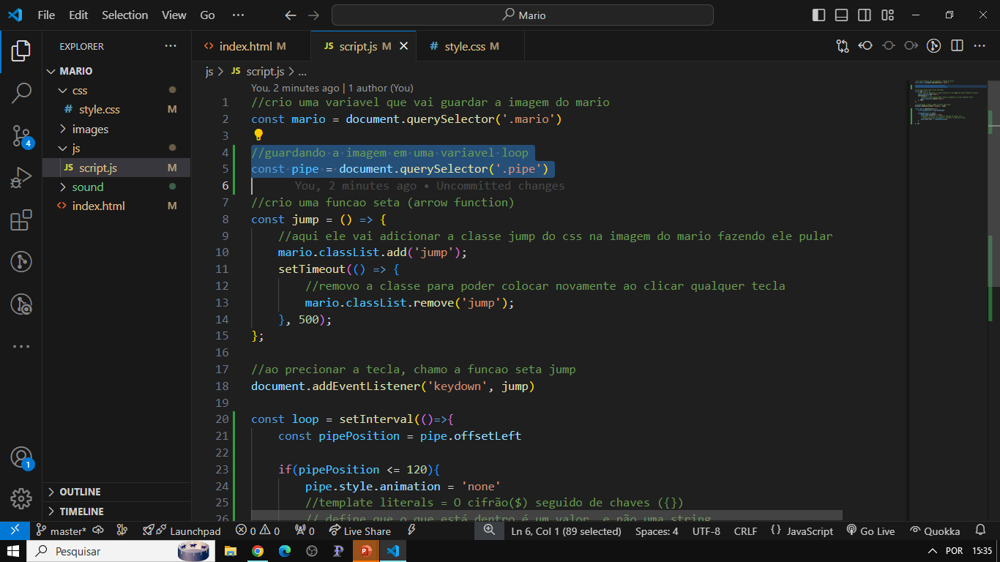 File Edit Selection View Go ··· Mario
EXPLORER ···
MARIO
css
# style.css M
images
js
JS script.js M
sound
<> index.html M
OUTLINE
TIMELINE
4
1
<> index.html M JS script.js M # style.css M
js > JS script.js > ...
You, 2 minutes ago | 1 author (You)
1 //crio uma variavel que vai guardar a imagem do mario
2 const mario = document.querySelector('.mario')
3
4 //guardando a imagem em uma variavel loop
5 const pipe = document.querySelector('.pipe')
6 You, 2 minutes ago • Uncommitted changes
7 //crio uma funcao seta (arrow function)
8 const jump = () => {
9 //aqui ele vai adicionar a classe jump do css na imagem do mario fazendo ele pular
10 mario.classList.add('jump');
11 setTimeout(() => {
12 //removo a classe para poder colocar novamente ao clicar qualquer tecla
13 mario.classList.remove('jump');
14 }, 500);
15 };
16
17 //ao precionar a tecla, chamo a funcao seta jump
18 document.addEventListener('keydown', jump)
19
20 const loop = setInterval(()=>{
21 const pipePosition = pipe.offsetLeft
22
23 if(pipePosition <= 120){
24 pipe.style.animation = 'none'
25 //template literals = O cifrão($) seguido de chaves ({})
26 // define que o que está dentro é um valor, e não uma string
master* Launchpad 0 0 0 Live Share Ln 6, Col 1 (89 selected) Spaces: 4 UTF-8 CRLF {} JavaScript Go Live Quokka
Pesquisar POR 15:35